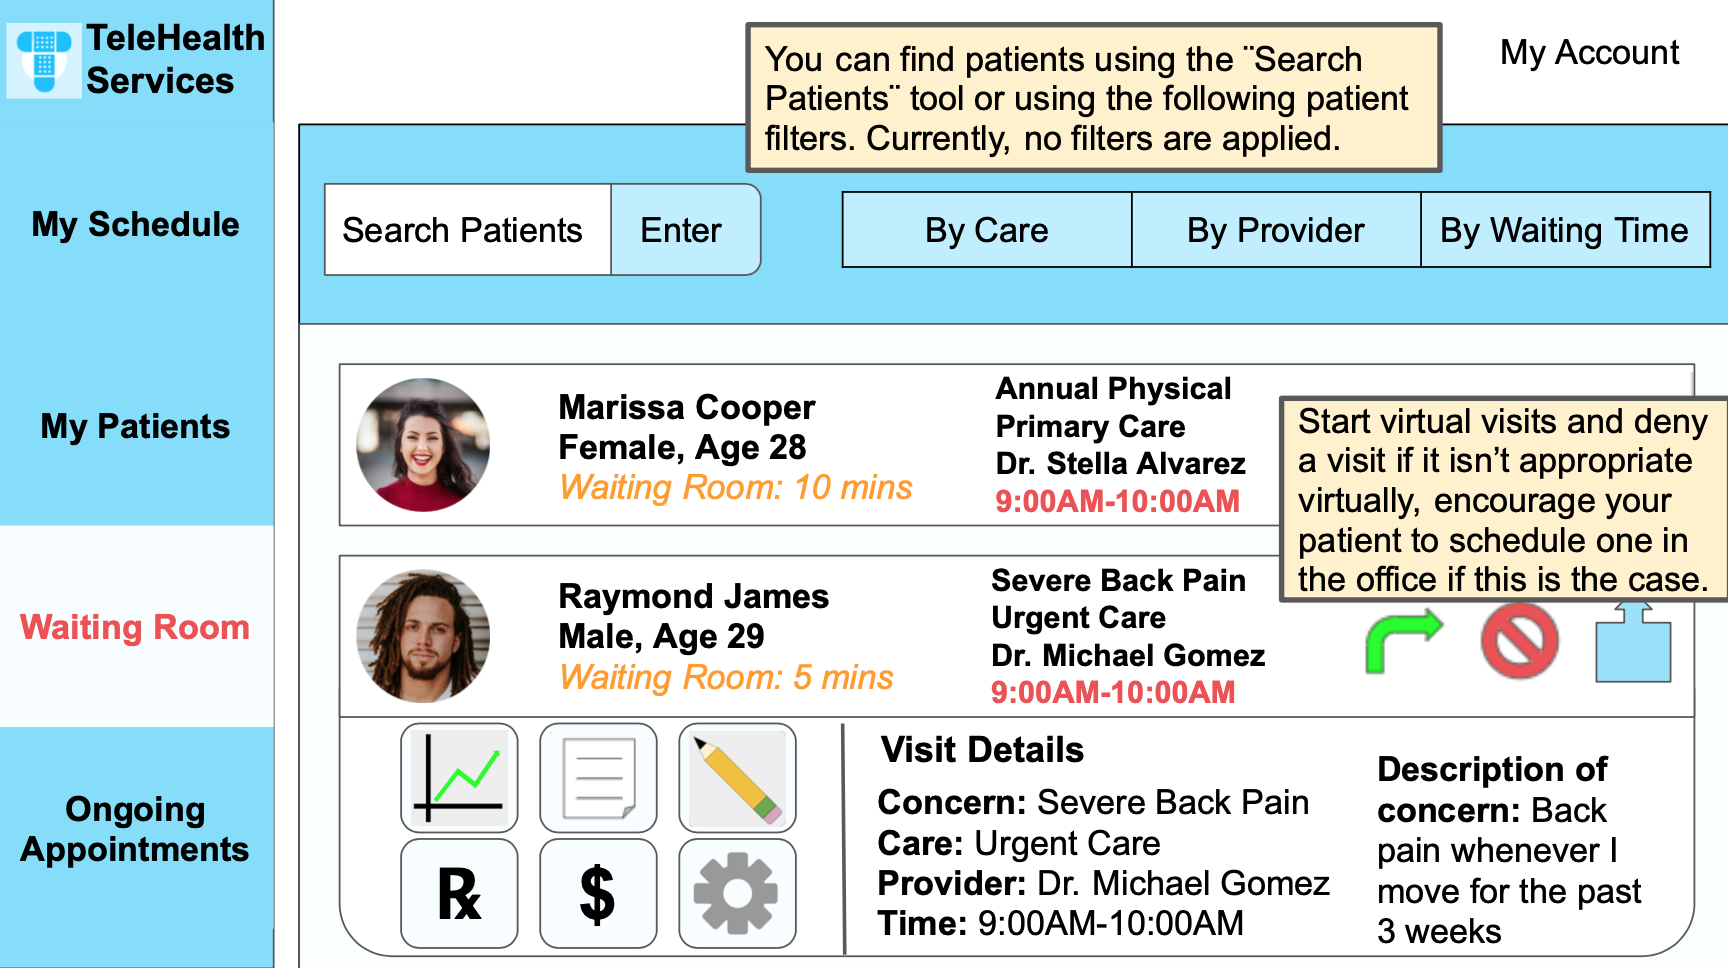 TeleHealth
Services
My Schedule
My Patients
Waiting Room
Ongoing
Appointments
You can find patients using the ¨Search
Patients¨ tool or using the following patient
filters. Currently, no filters are applied.
My Account
Search Patients
Enter
By Care
By Provider
By Waiting Time
Marissa Cooper
Female, Age 28
Waiting Room: 10 mins
Annual Physical
Primary Care
Dr. Stella Alvarez
9:00AM-10:00AM
Start virtual visits and deny
a visit if it isn’t appropriate
virtually, encourage your
patient to schedule one in
the office if this is the case.
Raymond James
Male, Age 29
Waiting Room: 5 mins
Severe Back Pain
Urgent Care
Dr. Michael Gomez
9:00AM-10:00AM
℞
$
Visit Details
Concern: Severe Back Pain
Care: Urgent Care
Provider: Dr. Michael Gomez
Time: 9:00AM-10:00AM
Description of
concern: Back
pain whenever I
move for the past
3 weeks